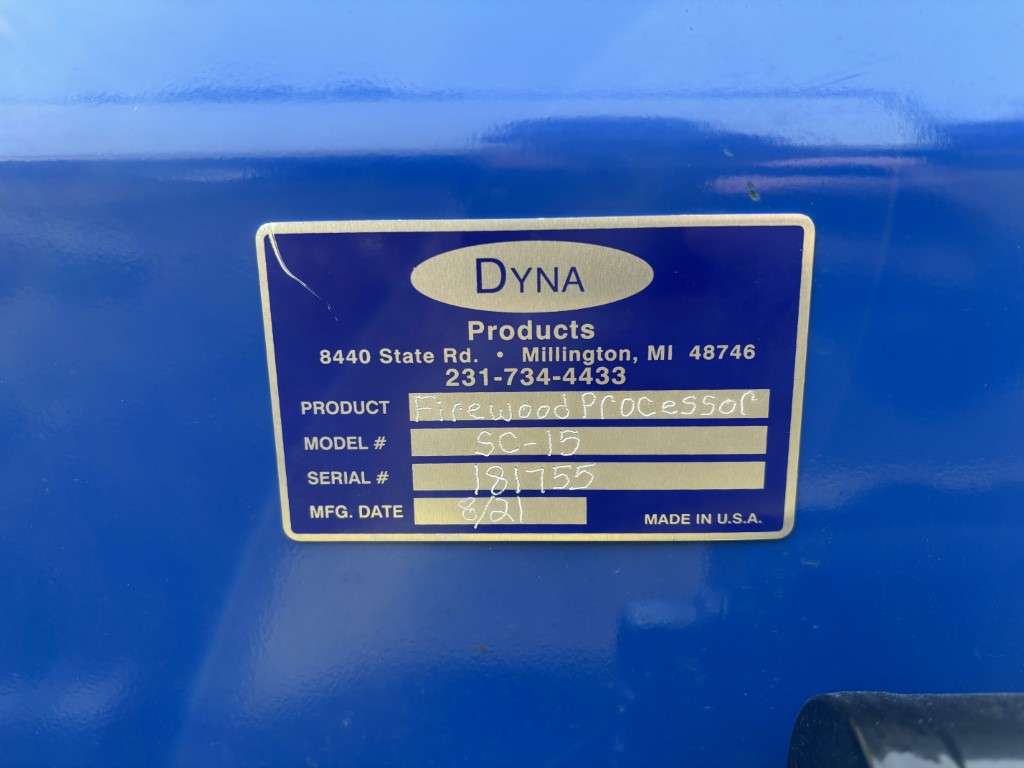 DYNA
Products
8440 State Rd. • Millington, MI 48746
231-734-4433
PRODUCT Firewood Processor
MODEL # SC-15
SERIAL # 181755
MFG. DATE 8/21 MADE IN U.S.A.